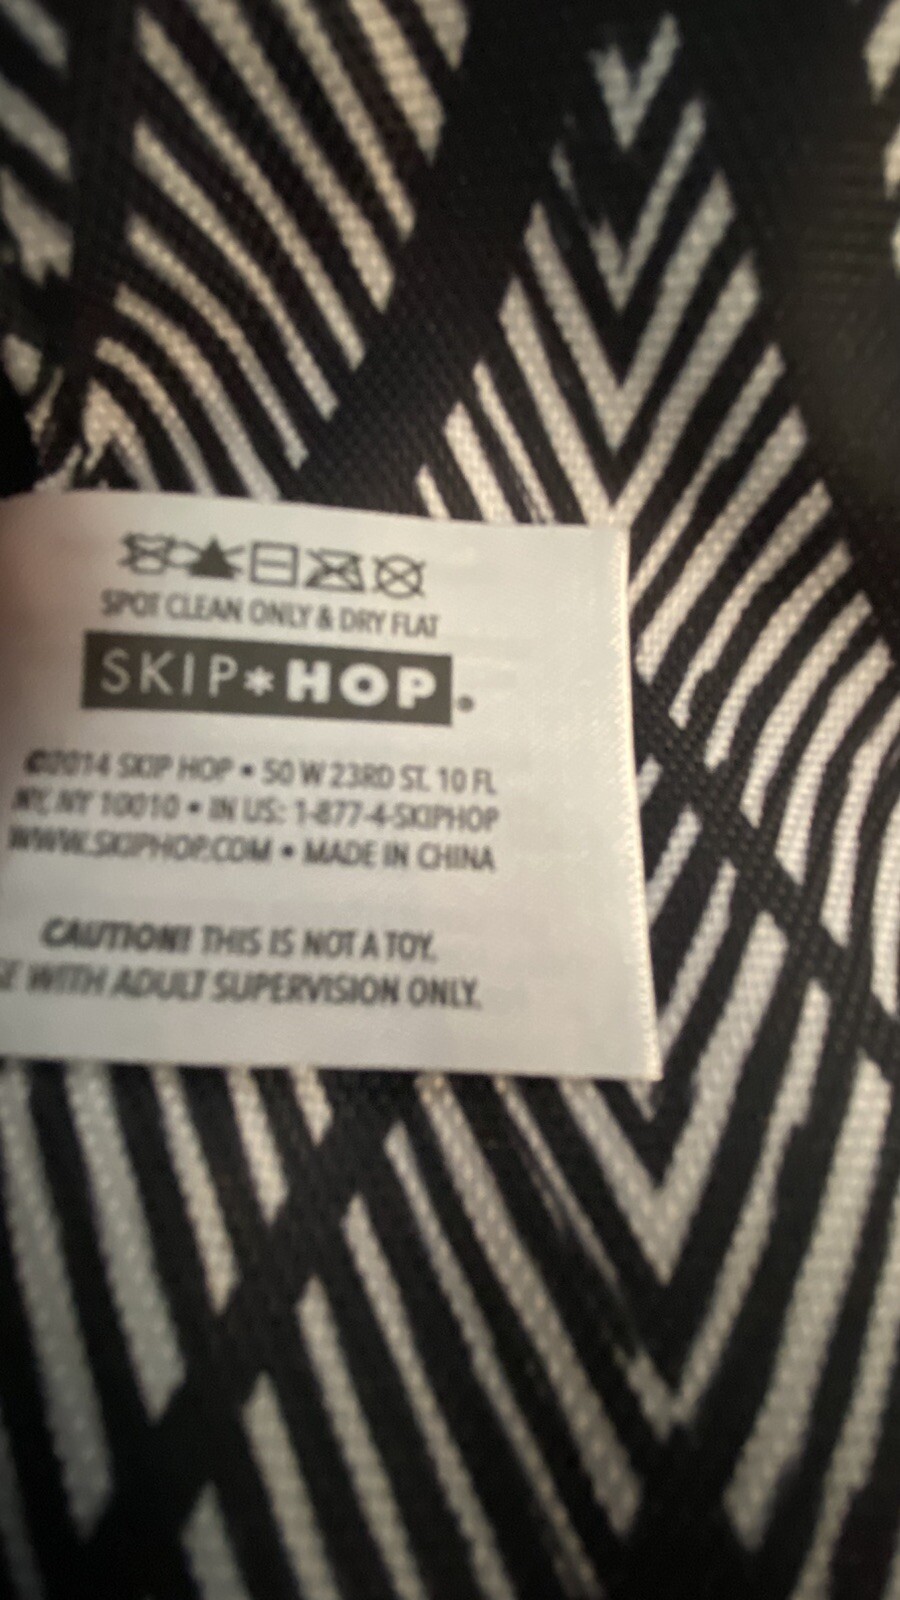 SPOT CLEAN ONLY & DRY FLAT
SKIP*HOP®
©2014 SKIP HOP • 50 W 23RD ST. 10 FL
NY, NY 10010 • IN US: 1-877-4-SKIPHOP
WWW.SKIPHOP.COM • MADE IN CHINA
CAUTION! THIS IS NOT A TOY.
WITH ADULT SUPERVISION ONLY.